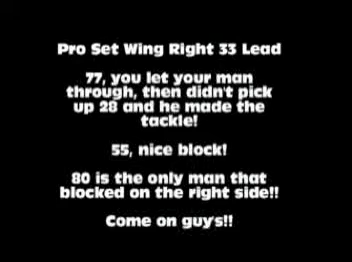 Pro Set Wing Right 33 Lead
77, you let your man
through, then didn't pick
up 28 and he made the
tackle!
55, nice block!
80 is the only man that
blocked on the right side!!
Come on guy's!!